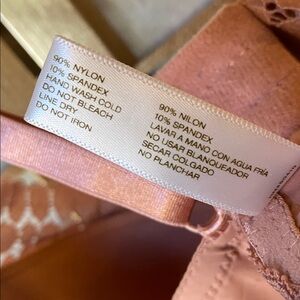 90% NYLON
10% SPANDEX
HAND WASH COLD
DO NOT BLEACH
LINE DRY
DO NOT IRON
90% NILON
10% SPANDEX
LAVAR A MANO CON AGUA FRÍA
NO USAR BLANQUEADOR
SECAR COLGADO
NO PLANCHAR